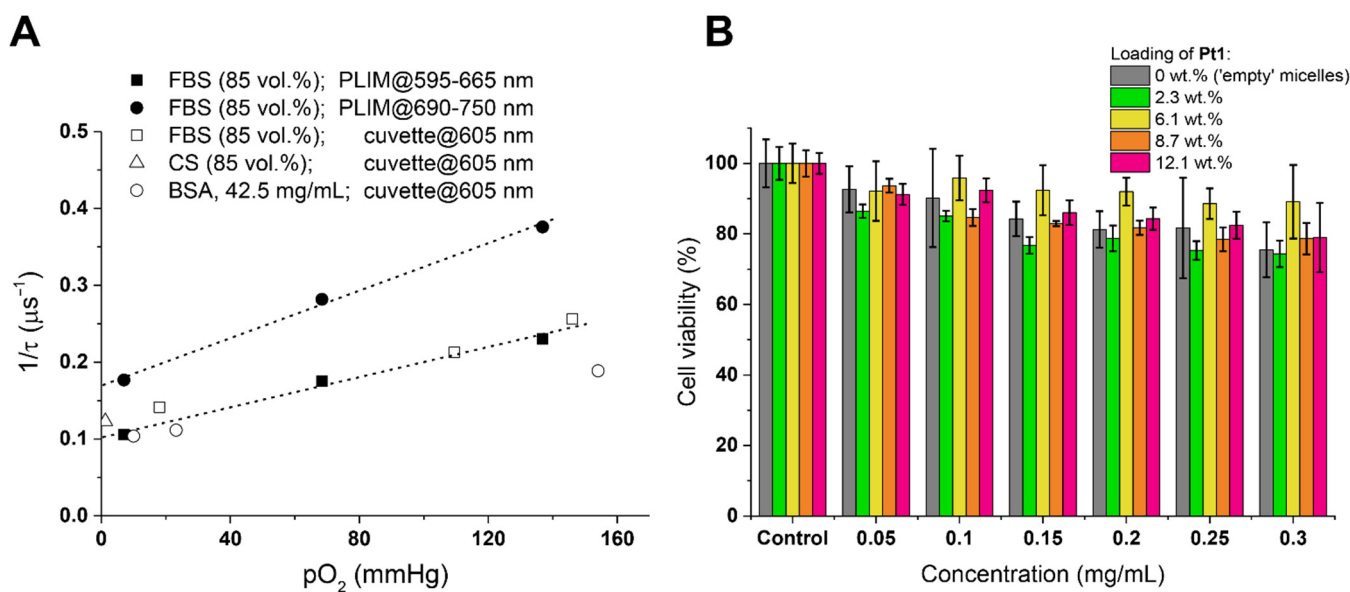 A
FBS (85 vol.%); PLIM@595-665 nm
FBS (85 vol.%); PLIM@690-750 nm
FBS (85 vol.%); cuvette@605 nm
CS (85 vol.%); cuvette@605 nm
BSA, 42.5 mg/mL; cuvette@605 nm
0.5
0.4
0.3
0.2
0.1
0.0
1/τ (μs⁻¹)
0 40 80 120 160
pO₂ (mmHg)
B
Loading of Pt1:
0 wt.% ('empty' micelles)
2.3 wt.%
6.1 wt.%
8.7 wt.%
12.1 wt.%
100
80
60
40
20
0
Cell viability (%)
Control 0.05 0.1 0.15 0.2 0.25 0.3
Concentration (mg/mL)